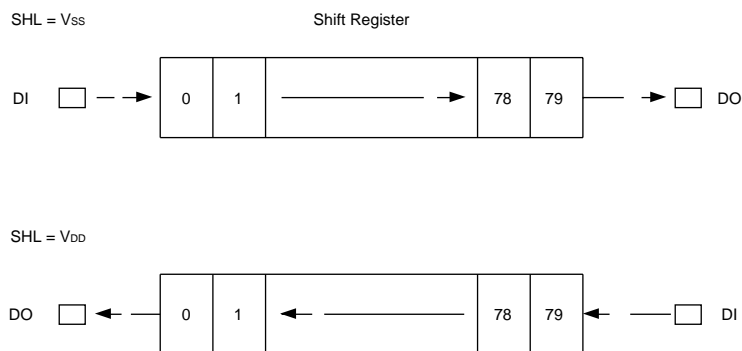 SHL = VSS
Shift Register
DI 0 1 78 79 DO
SHL = VDD
DO 0 1 78 79 DI